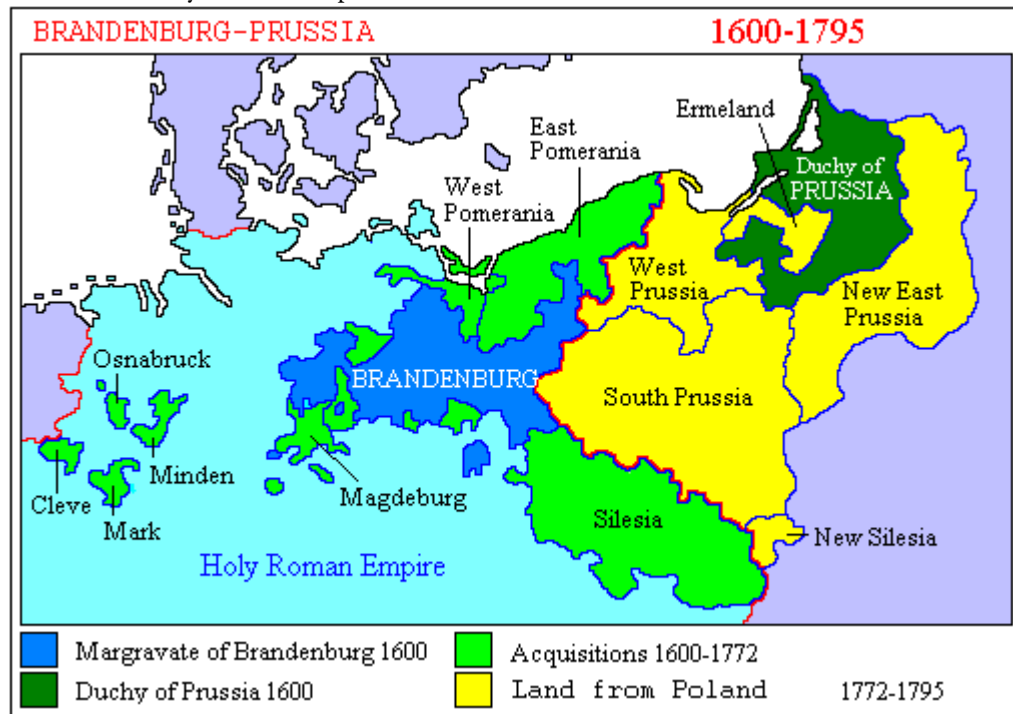 BRANDENBURG-PRUSSIA
1600-1795
Ermeland
East
Pomerania
West
Pomerania
Duchy of
PRUSSIA
West
Prussia
New East
Prussia
Osnabruck
BRANDENBURG
South Prussia
Minden
Cleve
Mark
Magdeburg
Silesia
New Silesia
Holy Roman Empire
Margravate of Brandenburg 1600
Acquisitions 1600-1772
Duchy of Prussia 1600
Land from Poland 1772-1795